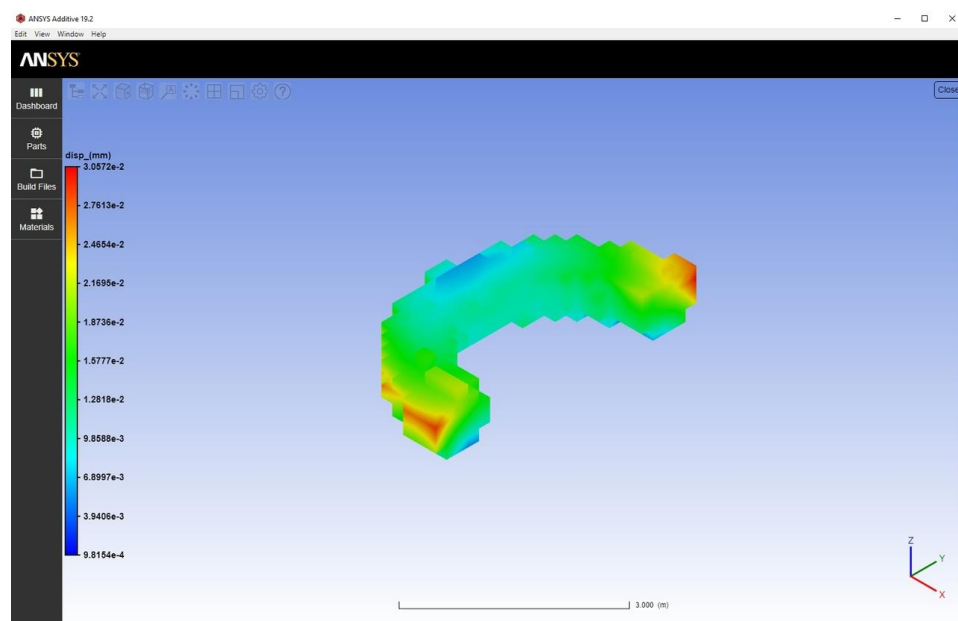 ANSYS Additive 19.2
Edit View Window Help
ANSYS
Dashboard
Parts
Build Files
Materials
Close
disp_(mm)
3.0572e-2
2.7613e-2
2.4654e-2
2.1695e-2
1.8736e-2
1.5777e-2
1.2818e-2
9.8588e-3
6.8997e-3
3.9406e-3
9.8154e-4
Z
Y
X
3.000 (m)